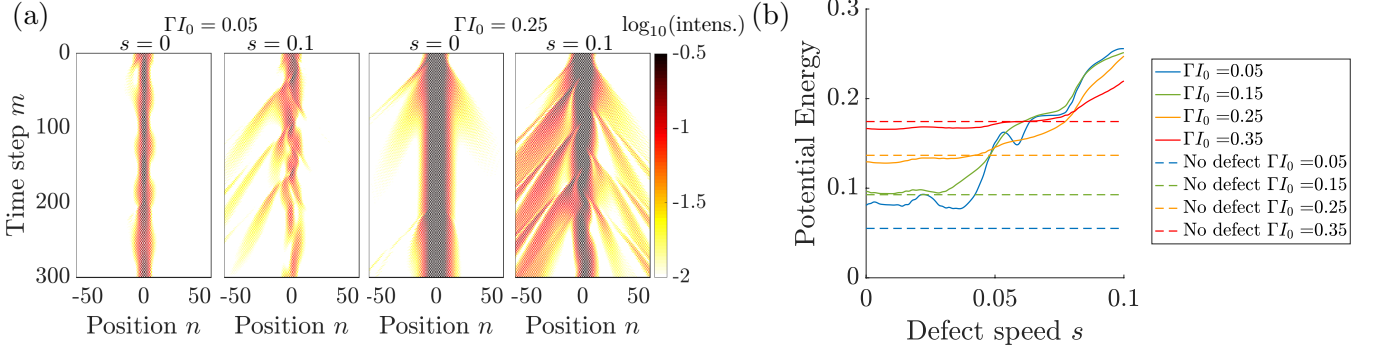 (a)
ΓI₀ = 0.05
ΓI₀ = 0.25
log₁₀(intens.)
s = 0
s = 0.1
s = 0
s = 0.1
Time step m
0
100
200
300
-50 0 50
-50 0 50
-50 0 50
-50 0 50
Position n
Position n
Position n
Position n
-0.5
-1
-1.5
-2
(b)
Potential Energy
0.3
0.2
0.1
0
0 0.05 0.1
Defect speed s
ΓI₀ =0.05
ΓI₀ =0.15
ΓI₀ =0.25
ΓI₀ =0.35
No defect ΓI₀ =0.05
No defect ΓI₀ =0.15
No defect ΓI₀ =0.25
No defect ΓI₀ =0.35